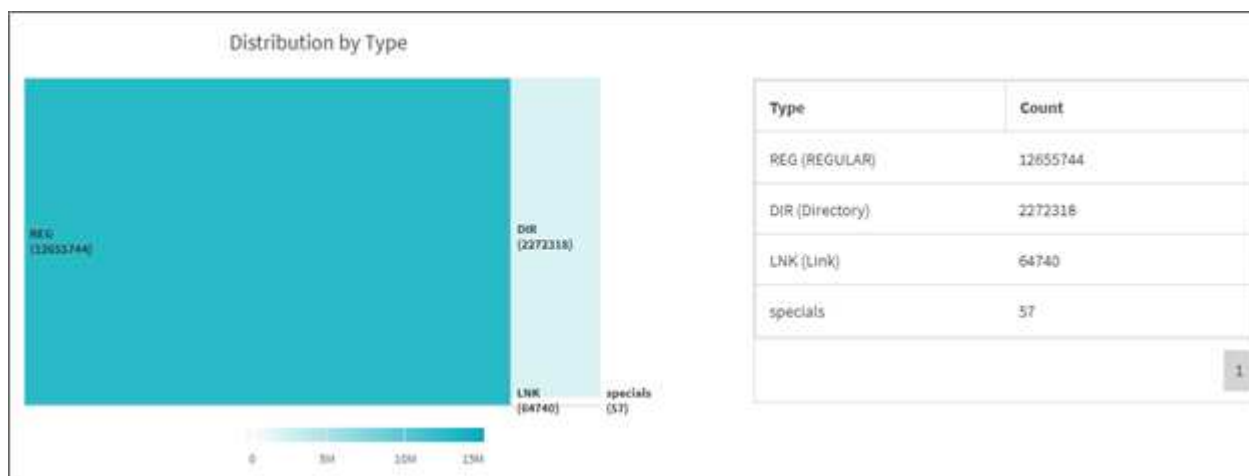 Distribution by Type
REG
(12655744)
DIR
(2272318)
LNK
(64740)
specials
(57)
0 5M 10M 15M
Type Count
REG (REGULAR) 12655744
DIR (Directory) 2272318
LNK (Link) 64740
specials 57
1